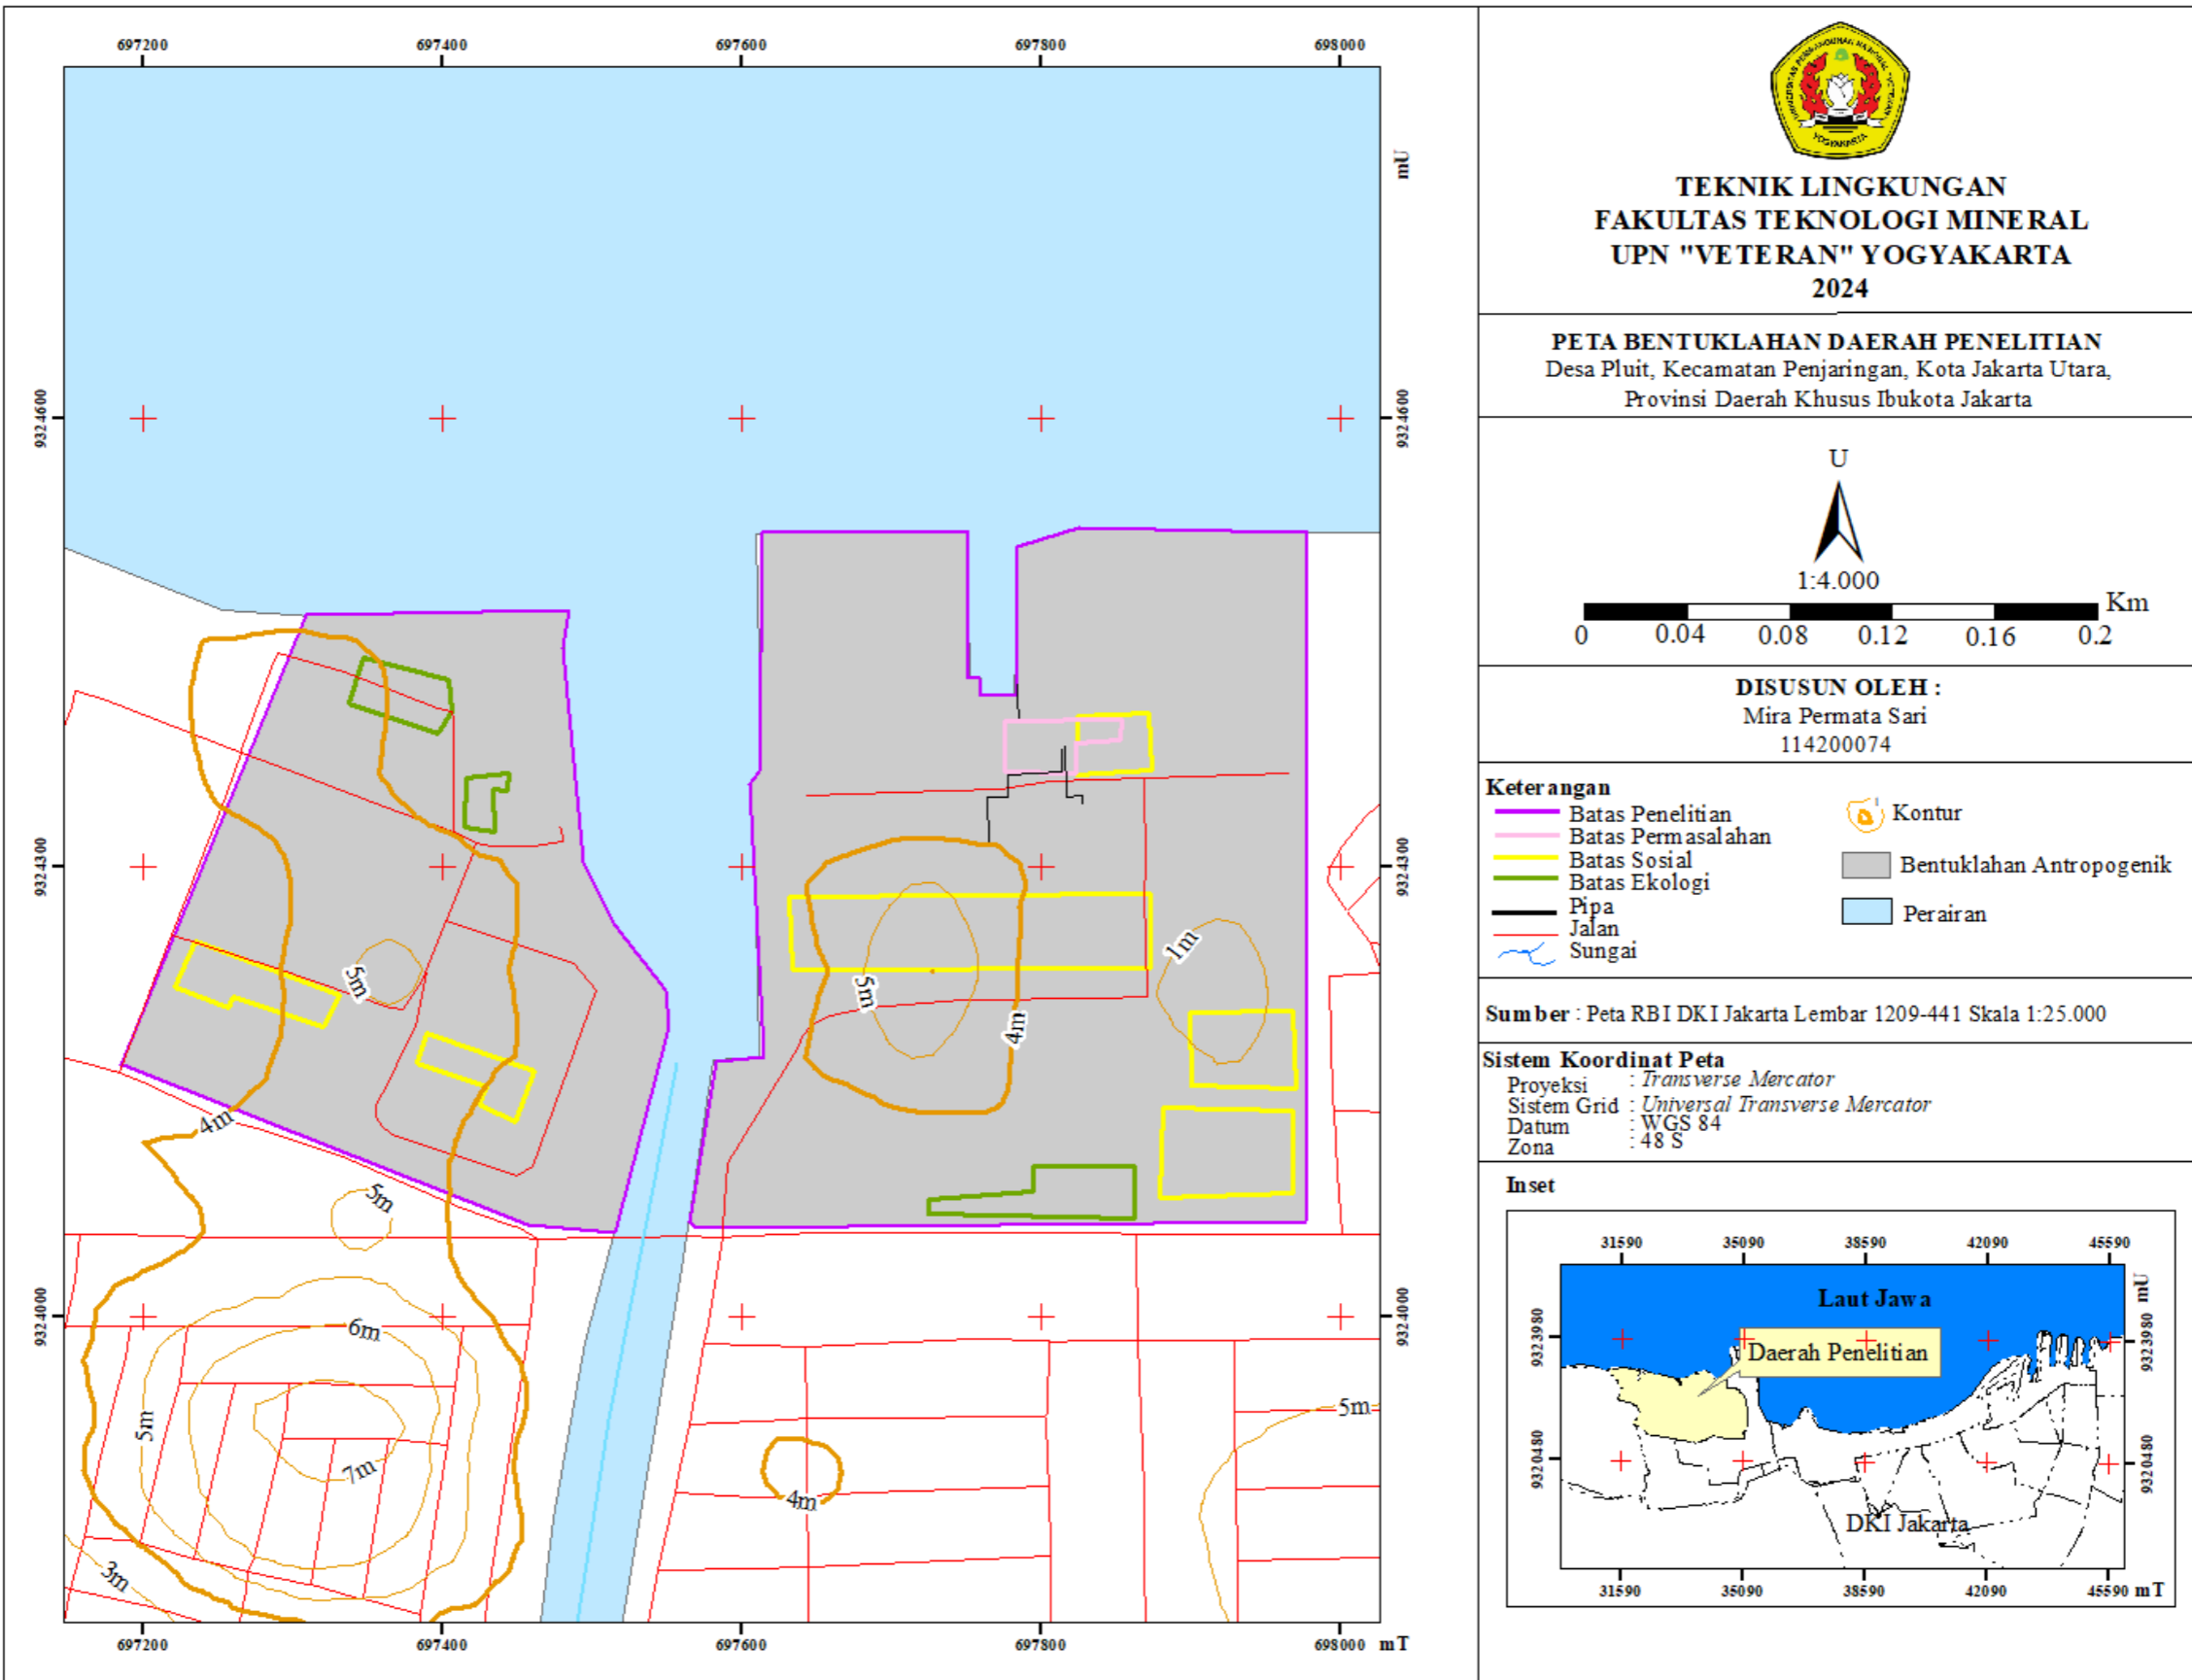 697200 697400 697600 697800 698000
mU
9324600 9324600
9324300 9324300
9324000 9324000
5m
5m
1m
4m
4m
5m
6m
5m
7m
4m
5m
3m
697200 697400 697600 697800 698000 mT
YOGYAKARTA
TEKNIK LINGKUNGAN
FAKULTAS TEKNOLOGI MINERAL
UPN "VETERAN" YOGYAKARTA
2024
PETA BENTUKLAHAN DAERAH PENELITIAN
Desa Pluit, Kecamatan Penjaringan, Kota Jakarta Utara,
Provinsi Daerah Khusus Ibukota Jakarta
U
1:4.000
Km
0 0.04 0.08 0.12 0.16 0.2
DISUSUN OLEH :
Mira Permata Sari
114200074
Keterangan
Batas Penelitian
Batas Permasalahan
Batas Sosial
Batas Ekologi
Pipa
Jalan
Sungai
Kontur
Bentuklahan Antropogenik
Perairan
Sumber : Peta RBI DKI Jakarta Lembar 1209-441 Skala 1:25.000
Sistem Koordinat Peta
Proyeksi : Transverse Mercator
Sistem Grid : Universal Transverse Mercator
Datum : WGS 84
Zona : 48 S
Inset
31590 35090 38590 42090 45590
mU
9323980 9323980
Laut Jawa
Daerah Penelitian
9320480 9320480
DKI Jakarta
31590 35090 38590 42090 45590 mT